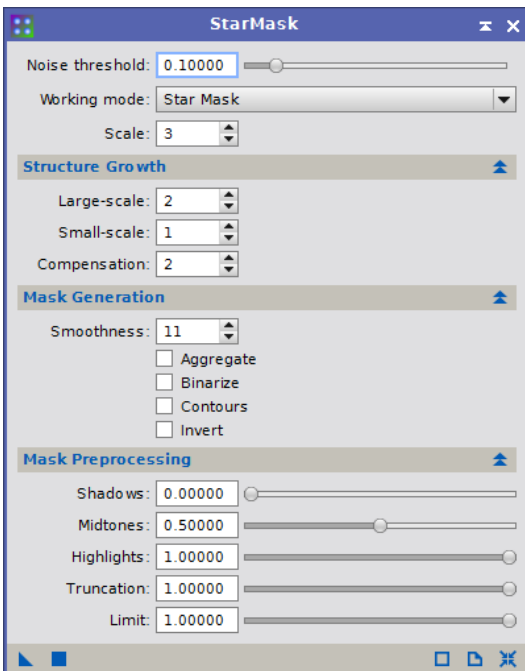 StarMask
Noise threshold: 0.10000
Working mode: Star Mask
Scale: 3
Structure Growth
Large-scale: 2
Small-scale: 1
Compensation: 2
Mask Generation
Smoothness: 11
Aggregate
Binarize
Contours
Invert
Mask Preprocessing
Shadows: 0.00000
Midtones: 0.50000
Highlights: 1.00000
Truncation: 1.00000
Limit: 1.00000